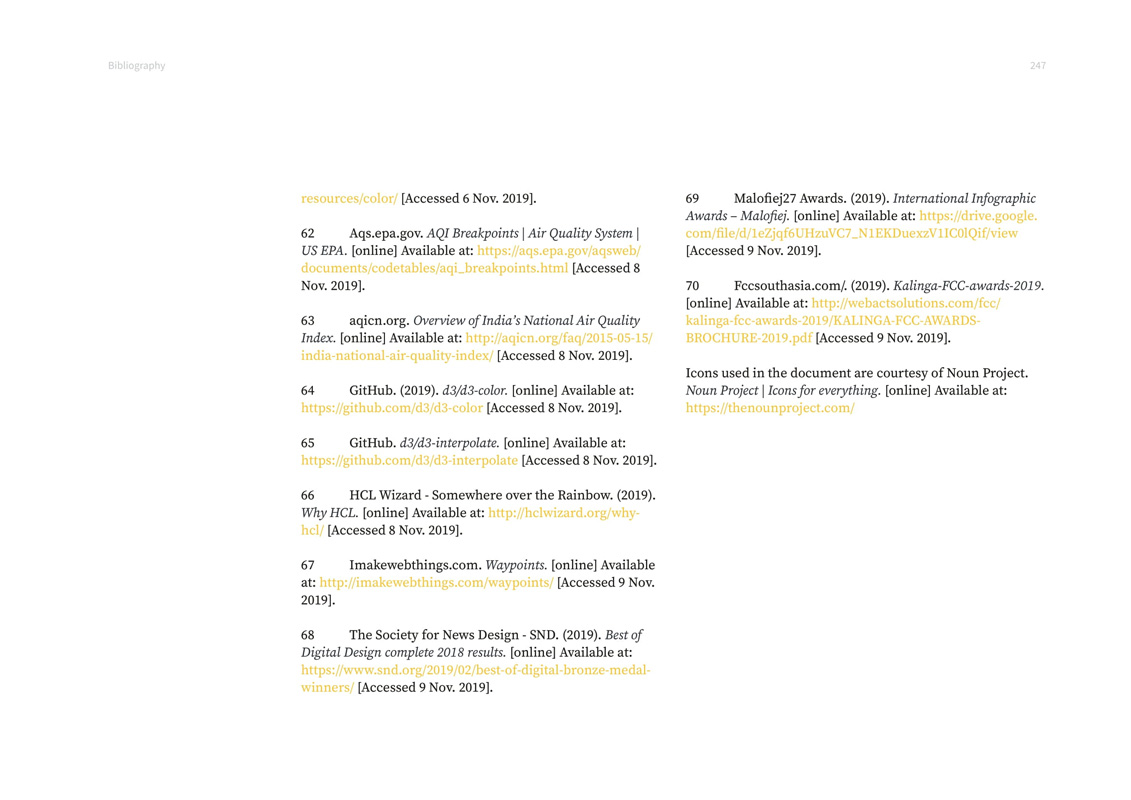 Bibliography
247
resources/color/ [Accessed 6 Nov. 2019].
62 Aqs.epa.gov. AQI Breakpoints | Air Quality System |
US EPA. [online] Available at: https://aqs.epa.gov/aqsweb/
documents/codetables/aqi_breakpoints.html [Accessed 8
Nov. 2019].
63 aqicn.org. Overview of India’s National Air Quality
Index. [online] Available at: http://aqicn.org/faq/2015-05-15/
india-national-air-quality-index/ [Accessed 8 Nov. 2019].
64 GitHub. (2019). d3/d3-color. [online] Available at:
https://github.com/d3/d3-color [Accessed 8 Nov. 2019].
65 GitHub. d3/d3-interpolate. [online] Available at:
https://github.com/d3/d3-interpolate [Accessed 8 Nov. 2019].
66 HCL Wizard - Somewhere over the Rainbow. (2019).
Why HCL. [online] Available at: http://hclwizard.org/why-
hcl/ [Accessed 8 Nov. 2019].
67 Imakewebthings.com. Waypoints. [online] Available
at: http://imakewebthings.com/waypoints/ [Accessed 9 Nov.
2019].
68 The Society for News Design - SND. (2019). Best of
Digital Design complete 2018 results. [online] Available at:
https://www.snd.org/2019/02/best-of-digital-bronze-medal-
winners/ [Accessed 9 Nov. 2019].
69 Malofiej27 Awards. (2019). International Infographic
Awards – Malofiej. [online] Available at: https://drive.google.
com/file/d/1eZjqf6UHzuVC7_N1EKDuexzV1IC0lQif/view
[Accessed 9 Nov. 2019].
70 Fccsouthasia.com/. (2019). Kalinga-FCC-awards-2019.
[online] Available at: http://webactsolutions.com/fcc/
kalinga-fcc-awards-2019/KALINGA-FCC-AWARDS-
BROCHURE-2019.pdf [Accessed 9 Nov. 2019].
Icons used in the document are courtesy of Noun Project.
Noun Project | Icons for everything. [online] Available at:
https://thenounproject.com/